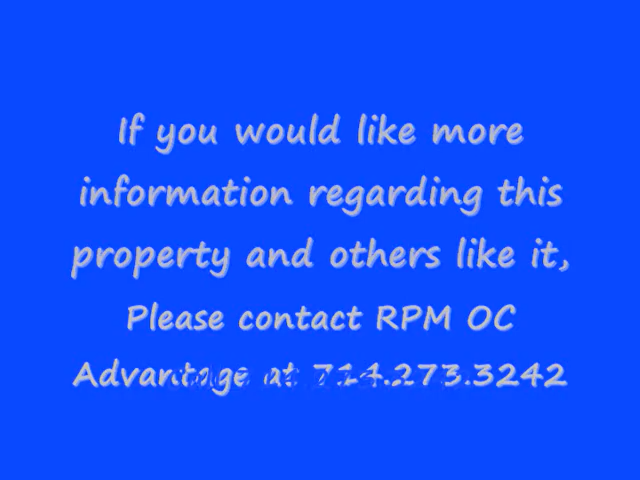 If you would like more
information regarding this
property and others like it,
Please contact RPM OC
Advantage at 714.273.3242